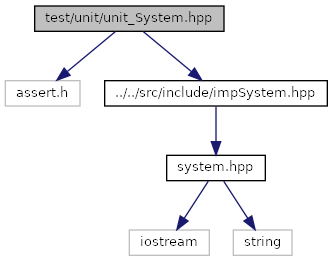 test/unit/unit_System.hpp
assert.h
../../src/include/impSystem.hpp
system.hpp
iostream
string